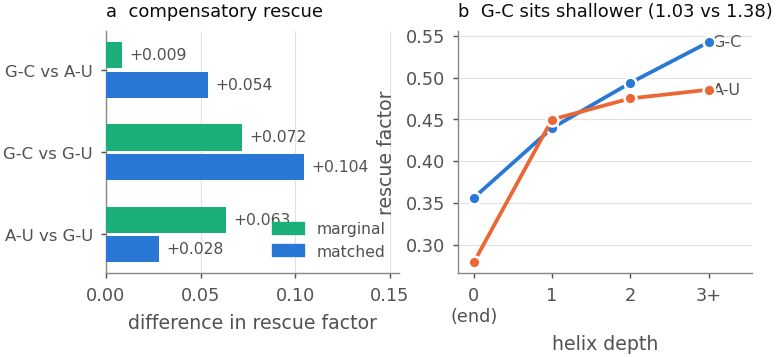 a compensatory rescue
G-C vs A-U
+0.009
+0.054
G-C vs G-U
+0.072
+0.104
A-U vs G-U
+0.063
+0.028
marginal
matched
0.00
0.05
0.10
0.15
difference in rescue factor
b G-C sits shallower (1.03 vs 1.38)
rescue factor
0.55
0.50
0.45
0.40
0.35
0.30
G-C
A-U
0
(end)
1
2
3+
helix depth